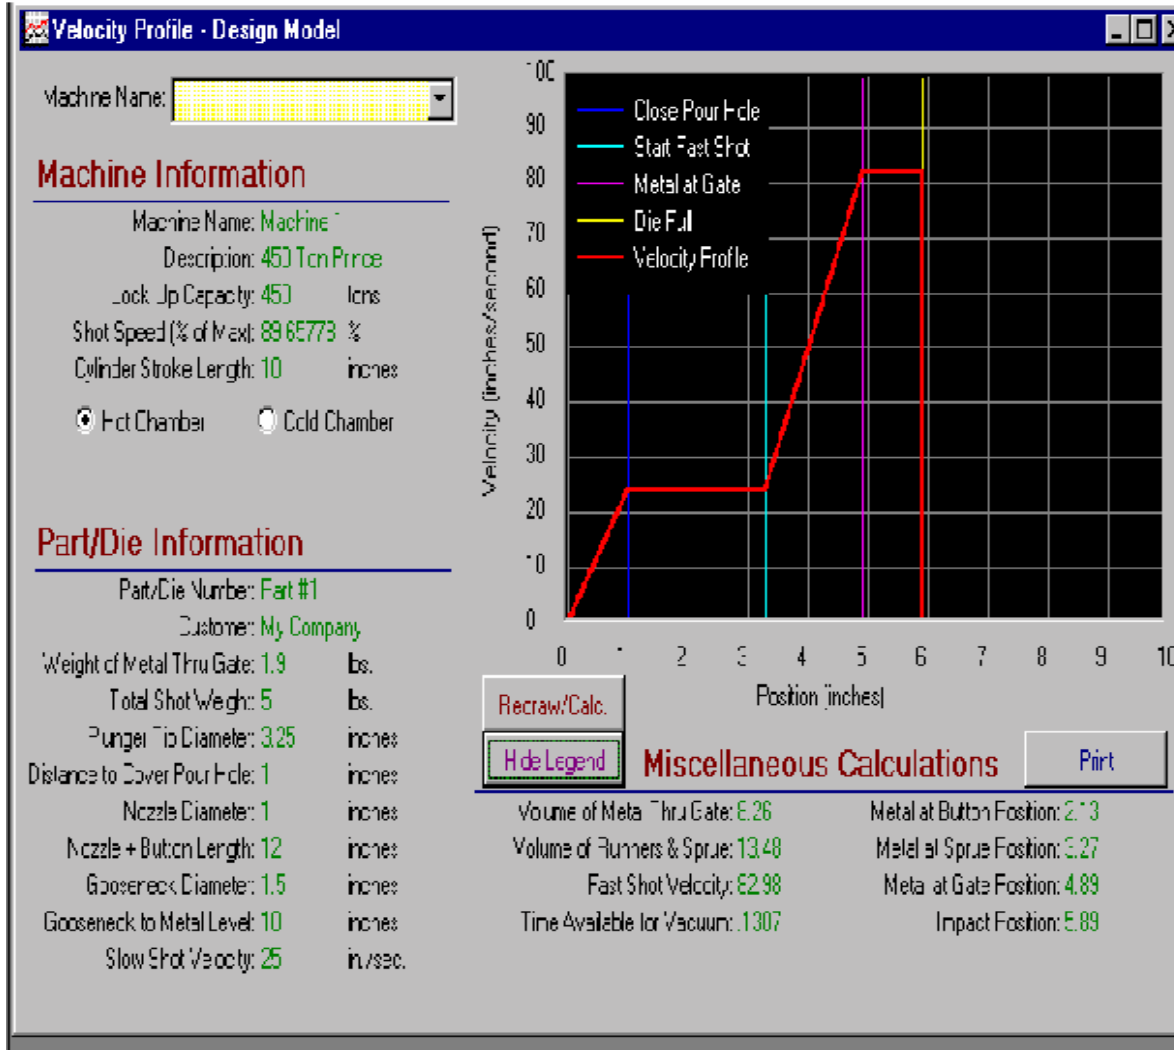 Velocity Profile - Design Model
Machine Name:
Machine Information
Machine Name: Machine 1
Description: 450 Ton Prince
Lock Up Capacity: 450 tons
Shot Speed (% of Max): 89.65773 %
Cylinder Stroke Length: 10 inches
Hot Chamber Cold Chamber
Part/Die Information
Part/Die Number: Part #1
Customer: My Company
Weight of Metal Thru Gate: 1.9 lbs.
Total Shot Weight: 5 lbs.
Plunger Tip Diameter: 3.25 inches
Distance to Cover Pour Hole: 1 inches
Nozzle Diameter: 1 inches
Nozzle + Button Length: 12 inches
Gooseneck Diameter: 1.5 inches
Gooseneck to Metal Level: 10 inches
Slow Shot Velocity: 25 in./sec.
100
90
80
70
60
50
40
30
20
10
0
Velocity (inches/second)
Close Pour Hole
Start Fast Shot
Metal at Gate
Die Full
Velocity Profile
0 1 2 3 4 5 6 7 8 9 10
Position (inches)
Redraw/Calc.
Hide Legend
Miscellaneous Calculations
Print
Volume of Metal Thru Gate: 8.26
Volume of Runners & Sprue: 13.48
Fast Shot Velocity: 82.98
Time Available for Vacuum: .1307
Metal at Button Position: 2.13
Metal at Sprue Position: 3.27
Metal at Gate Position: 4.89
Impact Position: 5.89